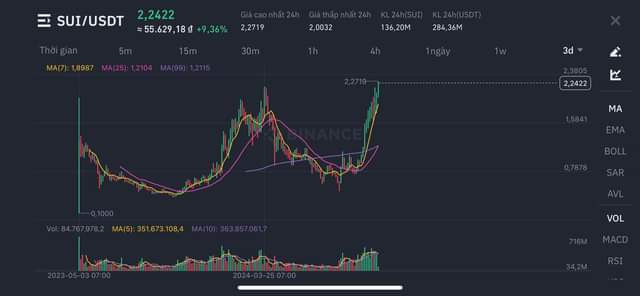 SUI/USDT
2,2422
≈ 55.629,18 ₫ +9,36%
Giá cao nhất 24h
2,2719
Giá thấp nhất 24h
2,0032
KL 24h(SUI)
136,20M
KL 24h(USDT)
284,36M
Thời gian 5m 15m 30m 1h 4h 1ngày 1w 3d
MA(7): 1,8987 MA(25): 1,2104 MA(99): 1,2115
2,2719
2,3805
2,2422
1,5841
0,7878
0,1000
BINANCE
MA
EMA
BOLL
SAR
AVL
VOL
MACD
RSI
Vol: 84.767.978,2 MA(5): 351.673.108,4 MA(10): 363.857.061,7
716M
34,2M
2023-05-03 07:00 2024-03-25 07:00